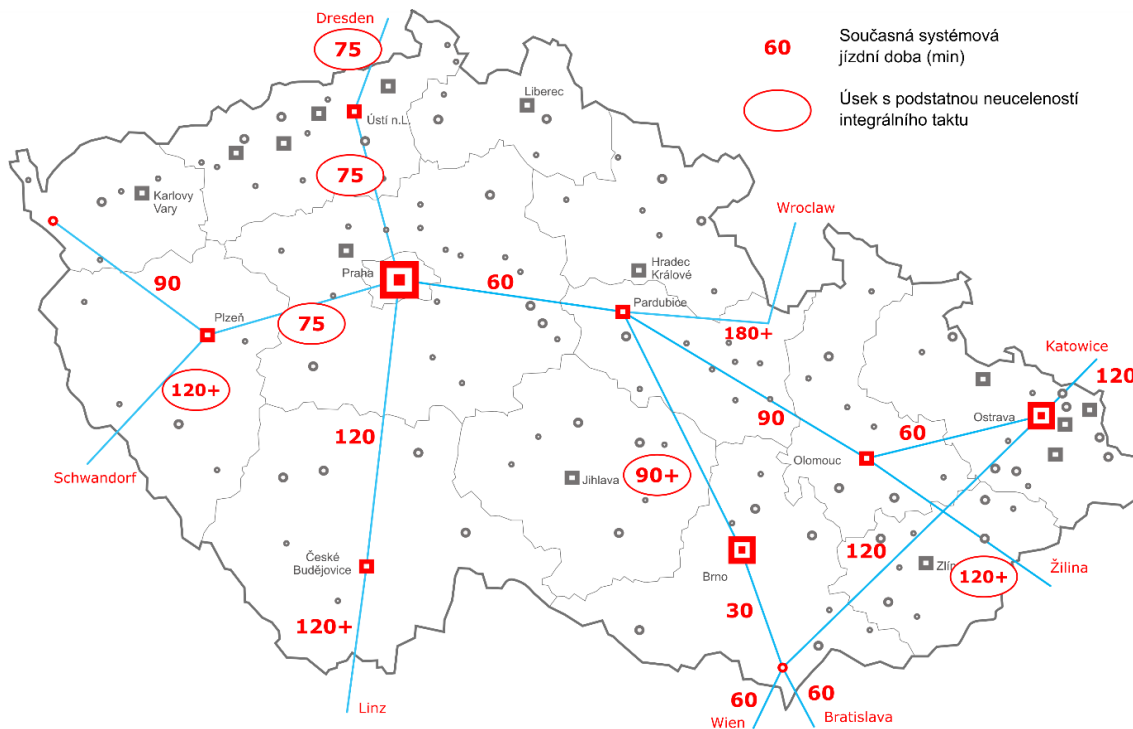 Dresden
75
60
Současná systémová
jízdní doba (min)
Úsek s podstatnou neuceleností
integrálního taktu
Liberec
Ústí n.L.
75
Karlovy
Vary
Wroclaw
Hradec
Králové
Praha
90
60
Pardubice
Plzeň
75
180+
Katowice
120
120+
Ostrava
90
60
120
Olomouc
Schwandorf
90+
Jihlava
České
Budějovice
Brno
120
Zlín
120+
Žilina
30
120+
60
60
Linz
Wien
Bratislava